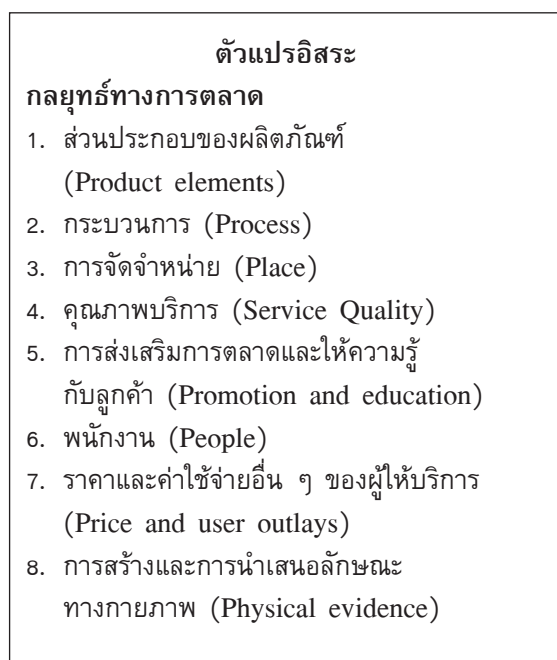 ตัวแปรอิสระ
กลยุทธ์ทางการตลาด
1. ส่วนประกอบของผลิตภัณฑ์
(Product elements)
2. กระบวนการ (Process)
3. การจัดจำหน่าย (Place)
4. คุณภาพบริการ (Service Quality)
5. การส่งเสริมการตลาดและให้ความรู้
กับลูกค้า (Promotion and education)
6. พนักงาน (People)
7. ราคาและค่าใช้จ่ายอื่น ๆ ของผู้ให้บริการ
(Price and user outlays)
8. การสร้างและการนำเสนอลักษณะ
ทางกายภาพ (Physical evidence)